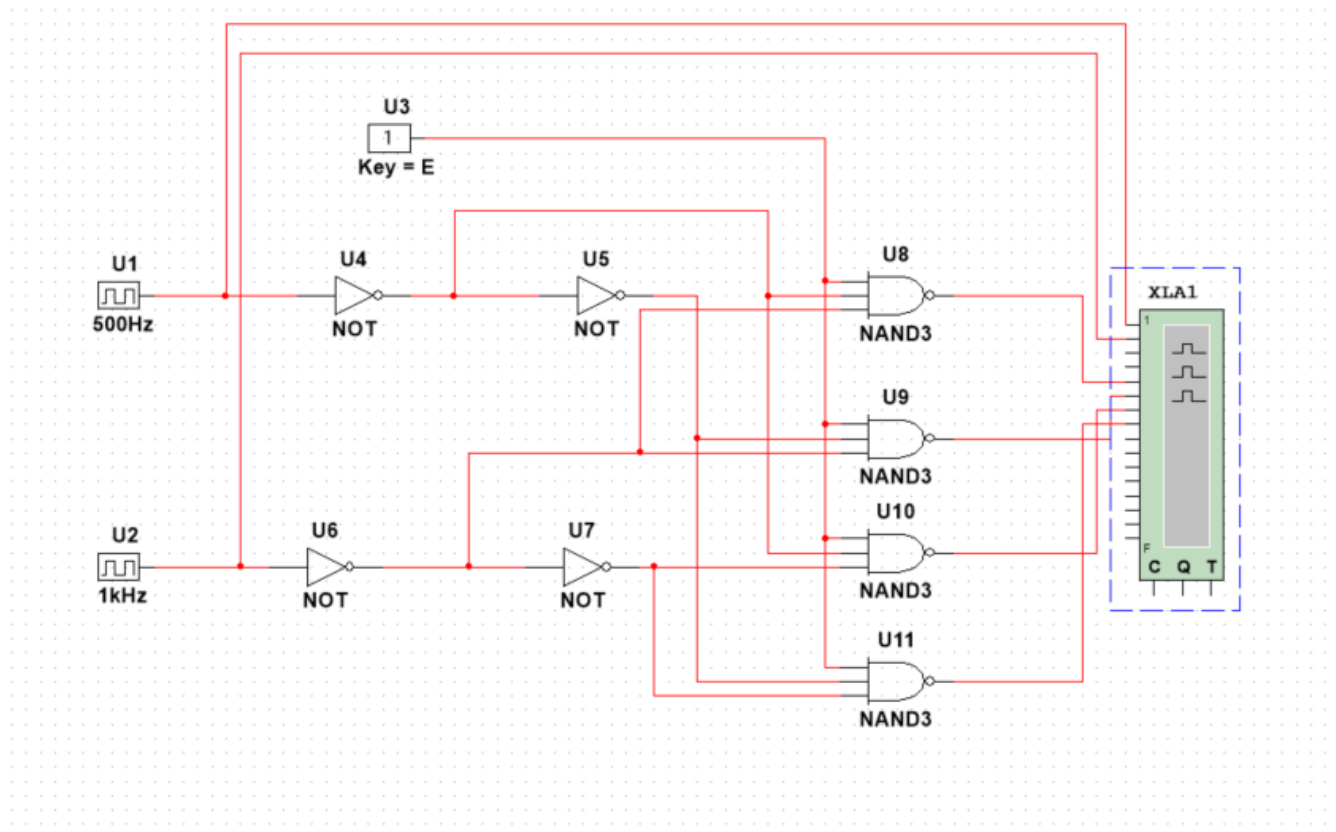 U3
1
Key = E
U1
500Hz
U4
NOT
U5
NOT
U8
NAND3
XLA1
1
F
C Q T
U9
NAND3
U10
NAND3
U2
1kHz
U6
NOT
U7
NOT
U11
NAND3